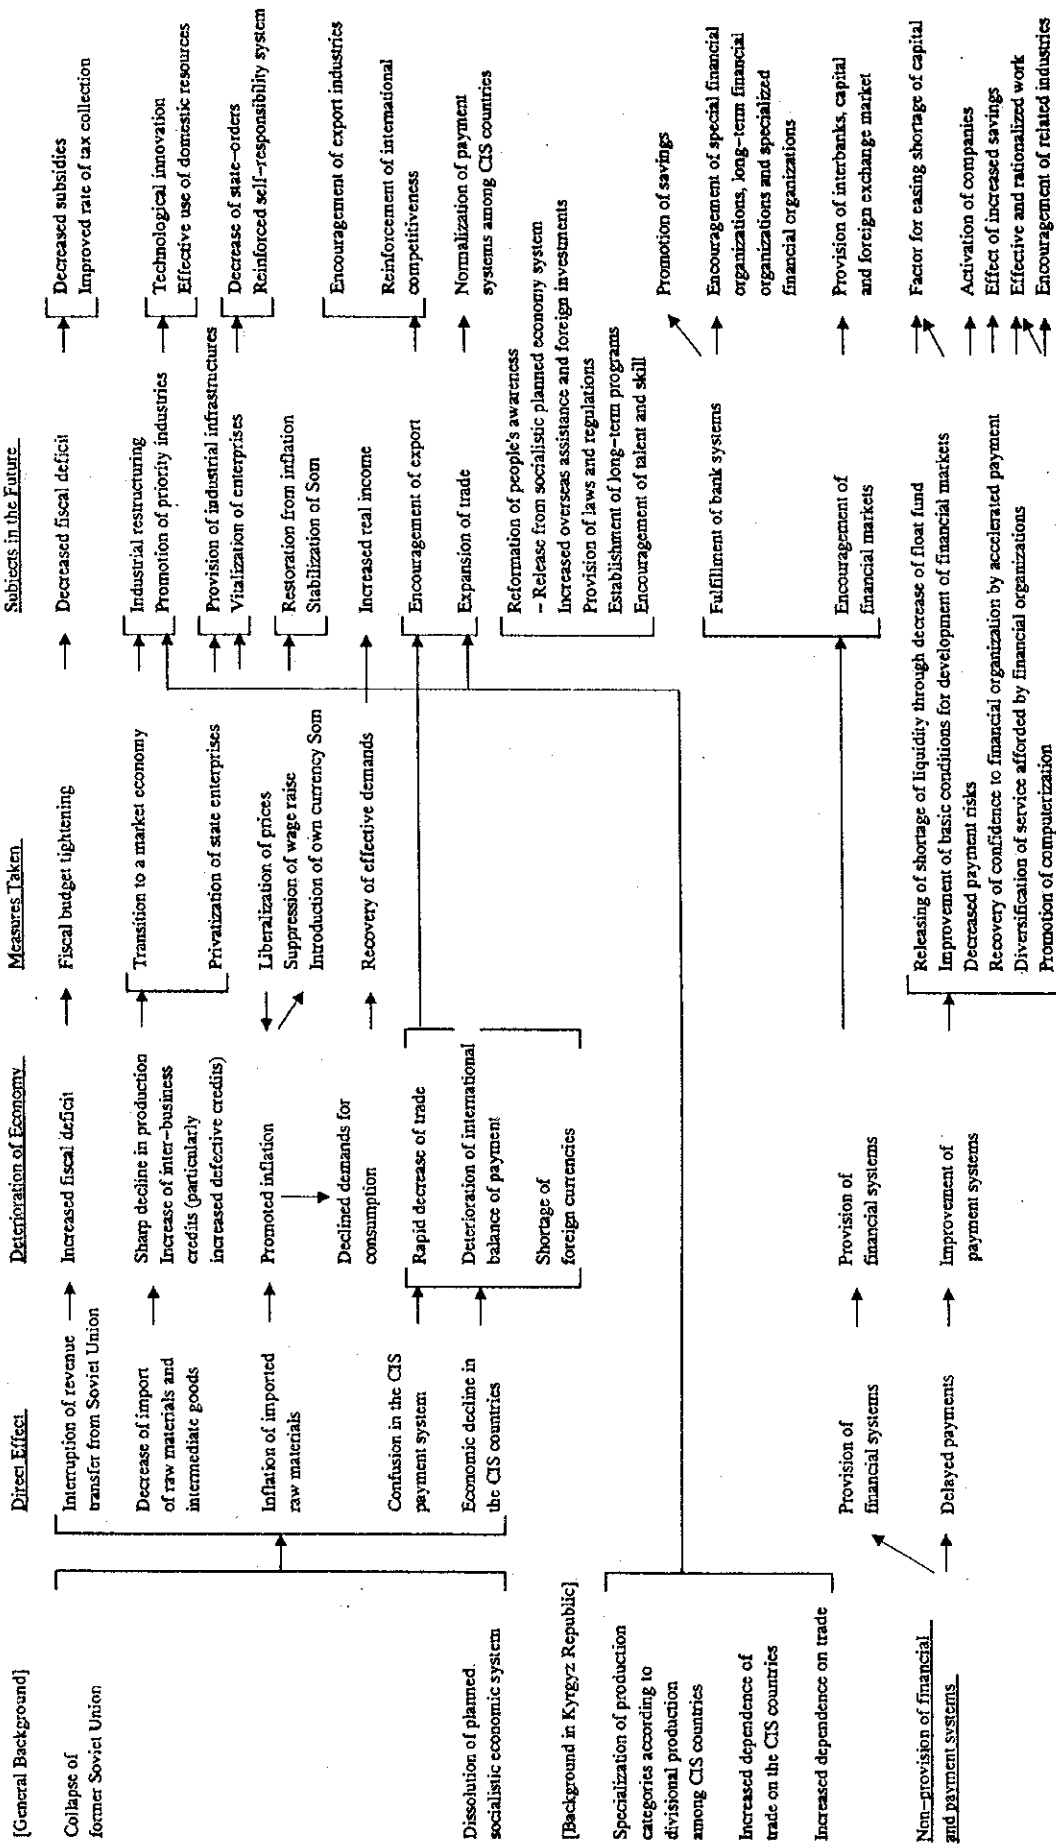 [General Background]
Collapse of
former Soviet Union
Dissolution of planned.
socialistic economic system
[Background in Kyrgyz Republic]
Specialization of production
categories according to
divisional production
among CIS countries
Increased dependence of
trade on the CIS countries
Increased dependence on trade
Non-provision of financial
and payment systems
Direct Effect
Interruption of revenue
transfer from Soviet Union
Decrease of import
of raw materials and
intermediate goods
Inflation of imported
raw materials
Confusion in the CIS
payment system
Economic decline in
the CIS countries
Provision of
financial systems
Delayed payments
Deterioration of Economy
Increased fiscal deficit
Sharp decline in production
Increase of inter-business
credits (particularly
increased defective credits)
Promoted inflation
Declined demands for
consumption
Rapid decrease of trade
Deterioration of international
balance of payment
Shortage of
foreign currencies
Provision of
financial systems
Improvement of
payment systems
Measures Taken
Fiscal budget tightening
Transition to a market economy
Privatization of state enterprises
Liberalization of prices
Suppression of wage raise
Introduction of own currency Som
Recovery of effective demands
Releasing of shortage of liquidity through decrease of float fund
Improvement of basic conditions for development of financial markets
Decreased payment risks
Recovery of confidence to financial organization by accelerated payment
Diversification of service afforded by financial organizations
Promotion of computerization
Subjects in the Future
Decreased fiscal deficit
Industrial restructuring
Promotion of priority industries
Provision of industrial infrastructures
Vitalization of enterprises
Restoration from inflation
Stabilization of Som
Increased real income
Encouragement of export
Expansion of trade
Reformation of people's awareness
- Release from socialistic planned economy system
Increased overseas assistance and foreign investments
Provision of laws and regulations
Establishment of long-term programs
Encouragement of talent and skill
Fulfillment of bank systems
Encouragement of
financial markets
Decreased subsidies
Improved rate of tax collection
Technological innovation
Effective use of domestic resources
Decrease of state-orders
Reinforced self-responsibility system
Encouragement of export industries
Reinforcement of international
competitiveness
Normalization of payment
systems among CIS countries
Promotion of savings
Encouragement of special financial
organizations, long-term financial
organizations and specialized
financial organizations
Provision of interbanks, capital
and foreign exchange market
Factor for easing shortage of capital
Activation of companies
Effect of increased savings
Effective and rationalized work
Encouragement of related industries